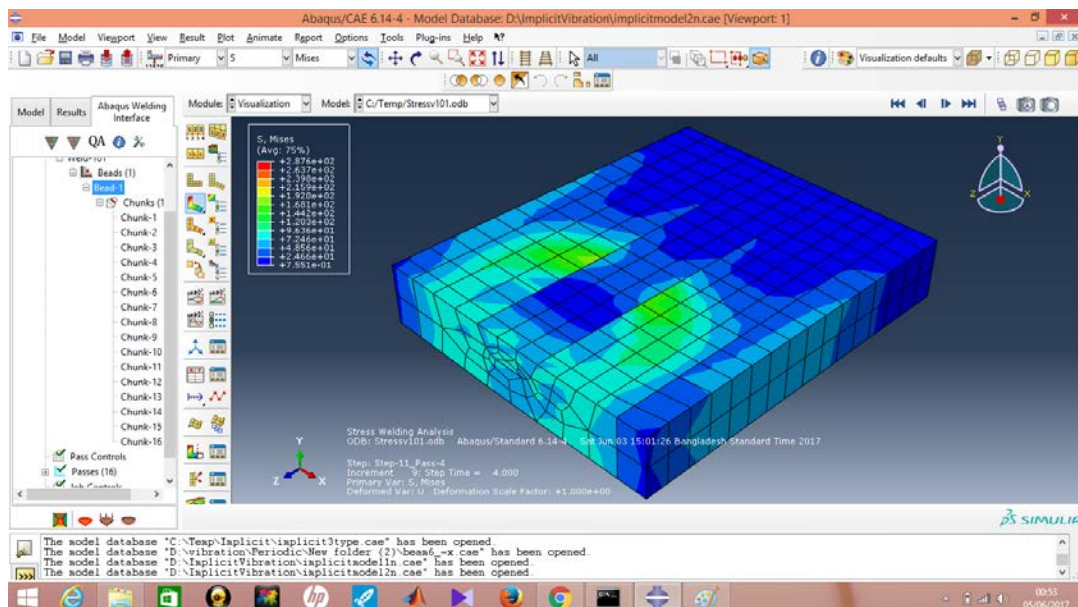 Abaqus/CAE 6.14-4 - Model Database: D:\ImplicitVibration\implicitmodel2n.cae [Viewport: 1]
File Model Viewport View Result Plot Animate Report Options Tools Plug-ins Help
Primary S Mises All Visualization defaults
Model Results Abaqus Welding Interface
Module: Visualization Model: C:/Temp/Stressv101.odb
QA
Weld-101
Beads (1)
Bead-1
Chunks (1
Chunk-1
Chunk-2
Chunk-3
Chunk-4
Chunk-5
Chunk-6
Chunk-7
Chunk-8
Chunk-9
Chunk-10
Chunk-11
Chunk-12
Chunk-13
Chunk-14
Chunk-15
Chunk-16
Pass Controls
Passes (16)
Job Controls
S, Mises
(Avg: 75%)
+2.876e+02
+2.637e+02
+2.398e+02
+2.159e+02
+1.920e+02
+1.681e+02
+1.442e+02
+1.203e+02
+9.636e+01
+7.246e+01
+4.856e+01
+2.466e+01
+7.551e-01
Y
Z X
Y
Z X
Stress Welding Analysis
ODB: Stressv101.odb Abaqus/Standard 6.14-4 Sat Jun 03 15:01:26 Bangladesh Standard Time 2017
Step: Step-11_Pass-4
Increment 9: Step Time = 4.000
Primary Var: S, Mises
Deformed Var: U Deformation Scale Factor: +1.000e+00
SIMULIA
The model database "C:\Temp\Implicit\implicit3type.cae" has been opened.
The model database "D:\vibration\Periodic\New folder (2)\beam6_-x.cae" has been opened.
The model database "D:\ImplicitVibration\implicitmodel1n.cae" has been opened.
The model database "D:\ImplicitVibration\implicitmodel2n.cae" has been opened.
hp
00:53
05/06/2017